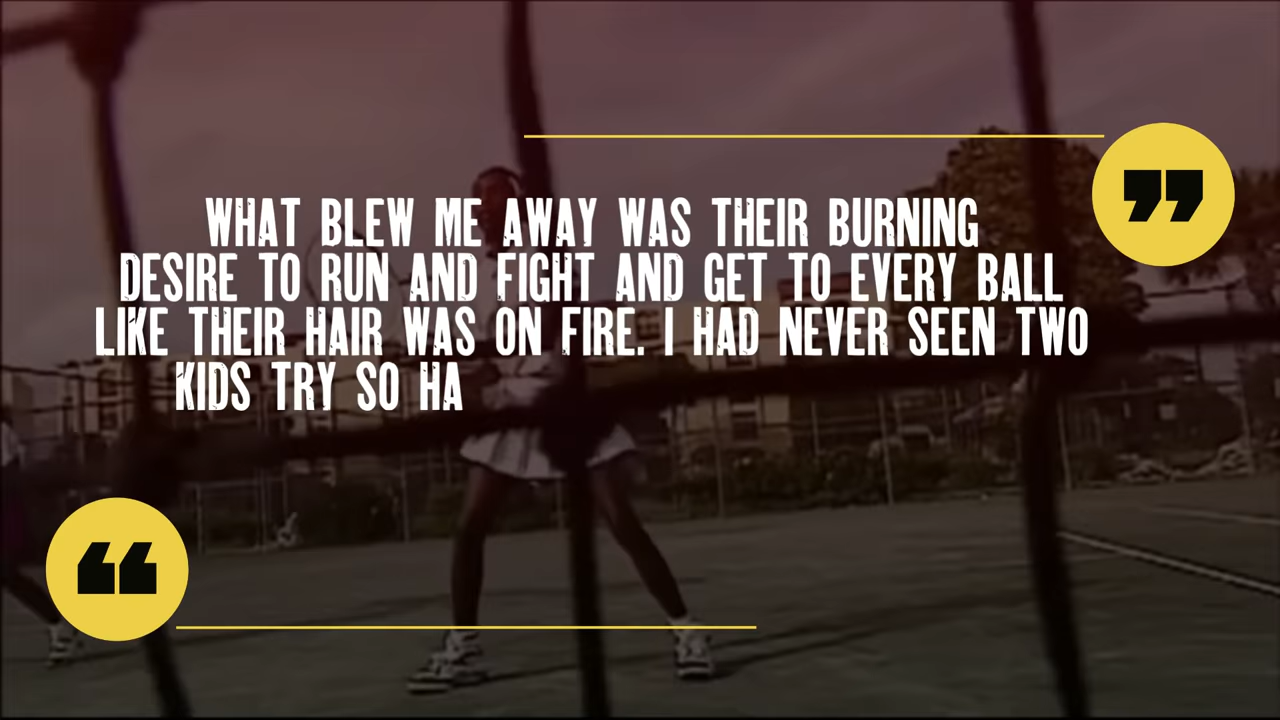 WHAT BLEW ME AWAY WAS THEIR BURNING
DESIRE TO RUN AND FIGHT AND GET TO EVERY BALL
LIKE THEIR HAIR WAS ON FIRE. I HAD NEVER SEEN TWO
KIDS TRY SO HA